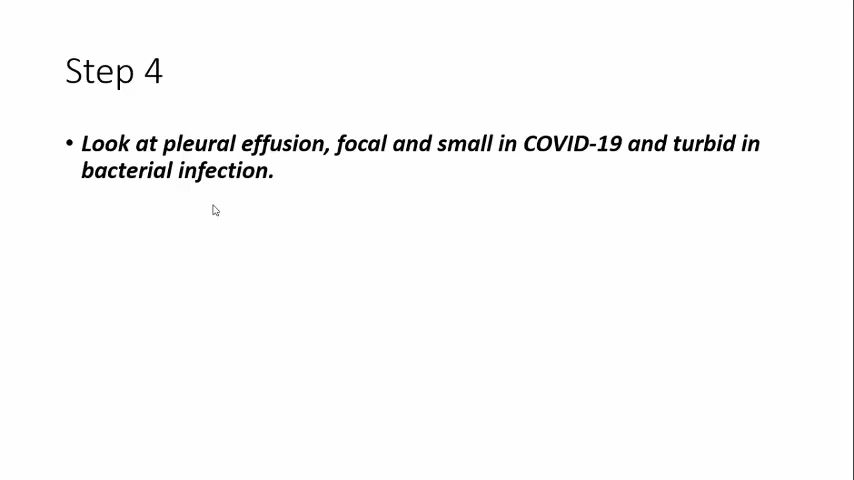 Step 4
• Look at pleural effusion, focal and small in COVID-19 and turbid in
bacterial infection.